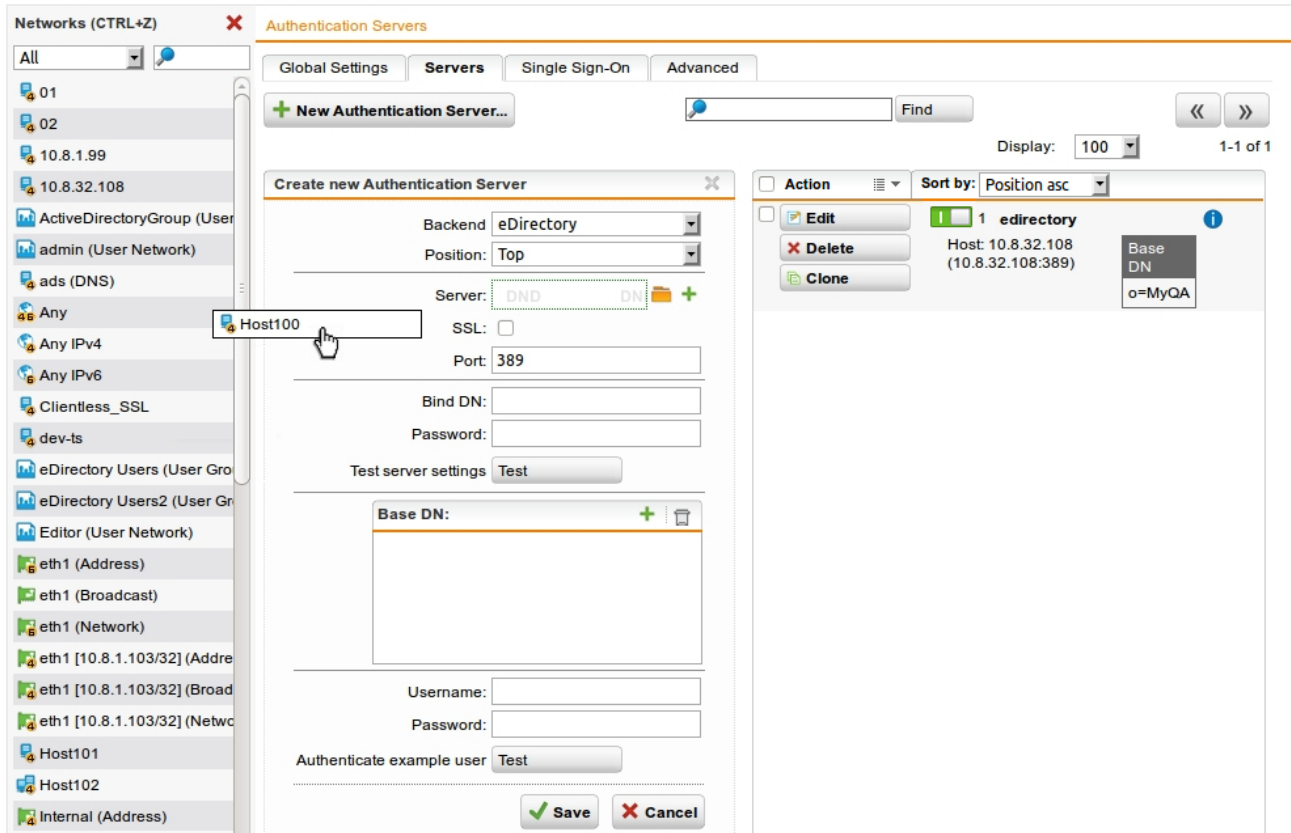 Networks (CTRL+Z)
All
01
02
10.8.1.99
10.8.32.108
ActiveDirectoryGroup (User
admin (User Network)
ads (DNS)
Any
Any IPv4
Any IPv6
Clientless_SSL
dev-ts
eDirectory Users (User Gro
eDirectory Users2 (User Gr
Editor (User Network)
eth1 (Address)
eth1 (Broadcast)
eth1 (Network)
eth1 [10.8.1.103/32] (Addre
eth1 [10.8.1.103/32] (Broad
eth1 [10.8.1.103/32] (Netwo
Host101
Host102
Internal (Address)
Host100
Authentication Servers
Global Settings Servers Single Sign-On Advanced
New Authentication Server...
Find
Display: 100
1-1 of 1
Create new Authentication Server
Backend eDirectory
Position: Top
Server: DND DN
SSL:
Port: 389
Bind DN:
Password:
Test server settings Test
Base DN:
Username:
Password:
Authenticate example user Test
Save Cancel
Action Sort by: Position asc
Edit
Delete
Clone
1 edirectory
Host: 10.8.32.108
(10.8.32.108:389)
Base
DN
o=MyQA